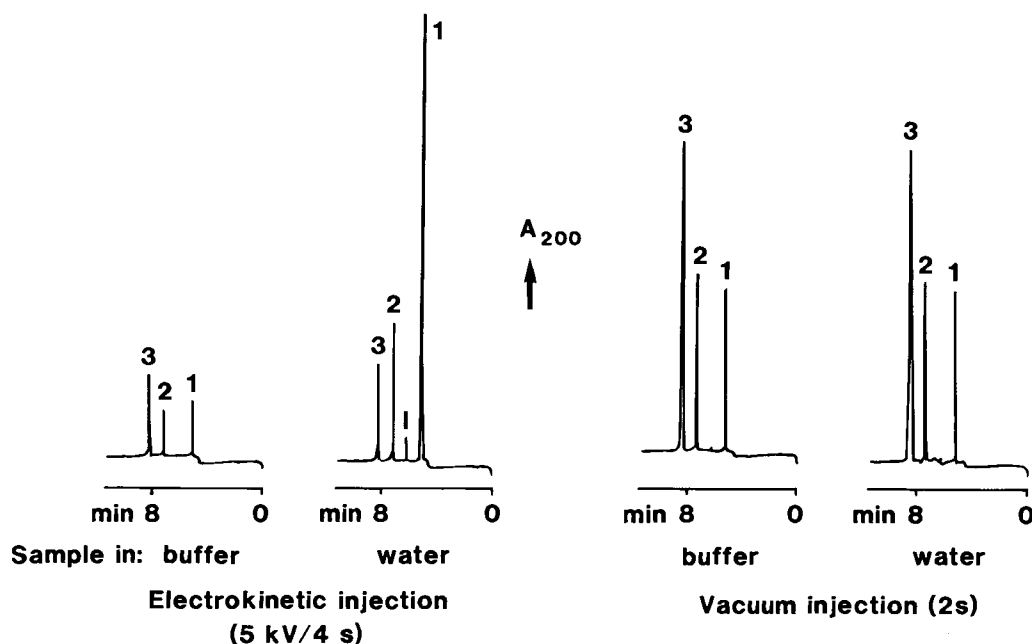 1
3
2
1
3
2
I
A200
3
2
1
3
2
1
min 8 0
min 8 0
min 8 0
min 8 0
Sample in: buffer water
buffer water
Electrokinetic injection
(5 kV/4 s)
Vacuum injection (2s)